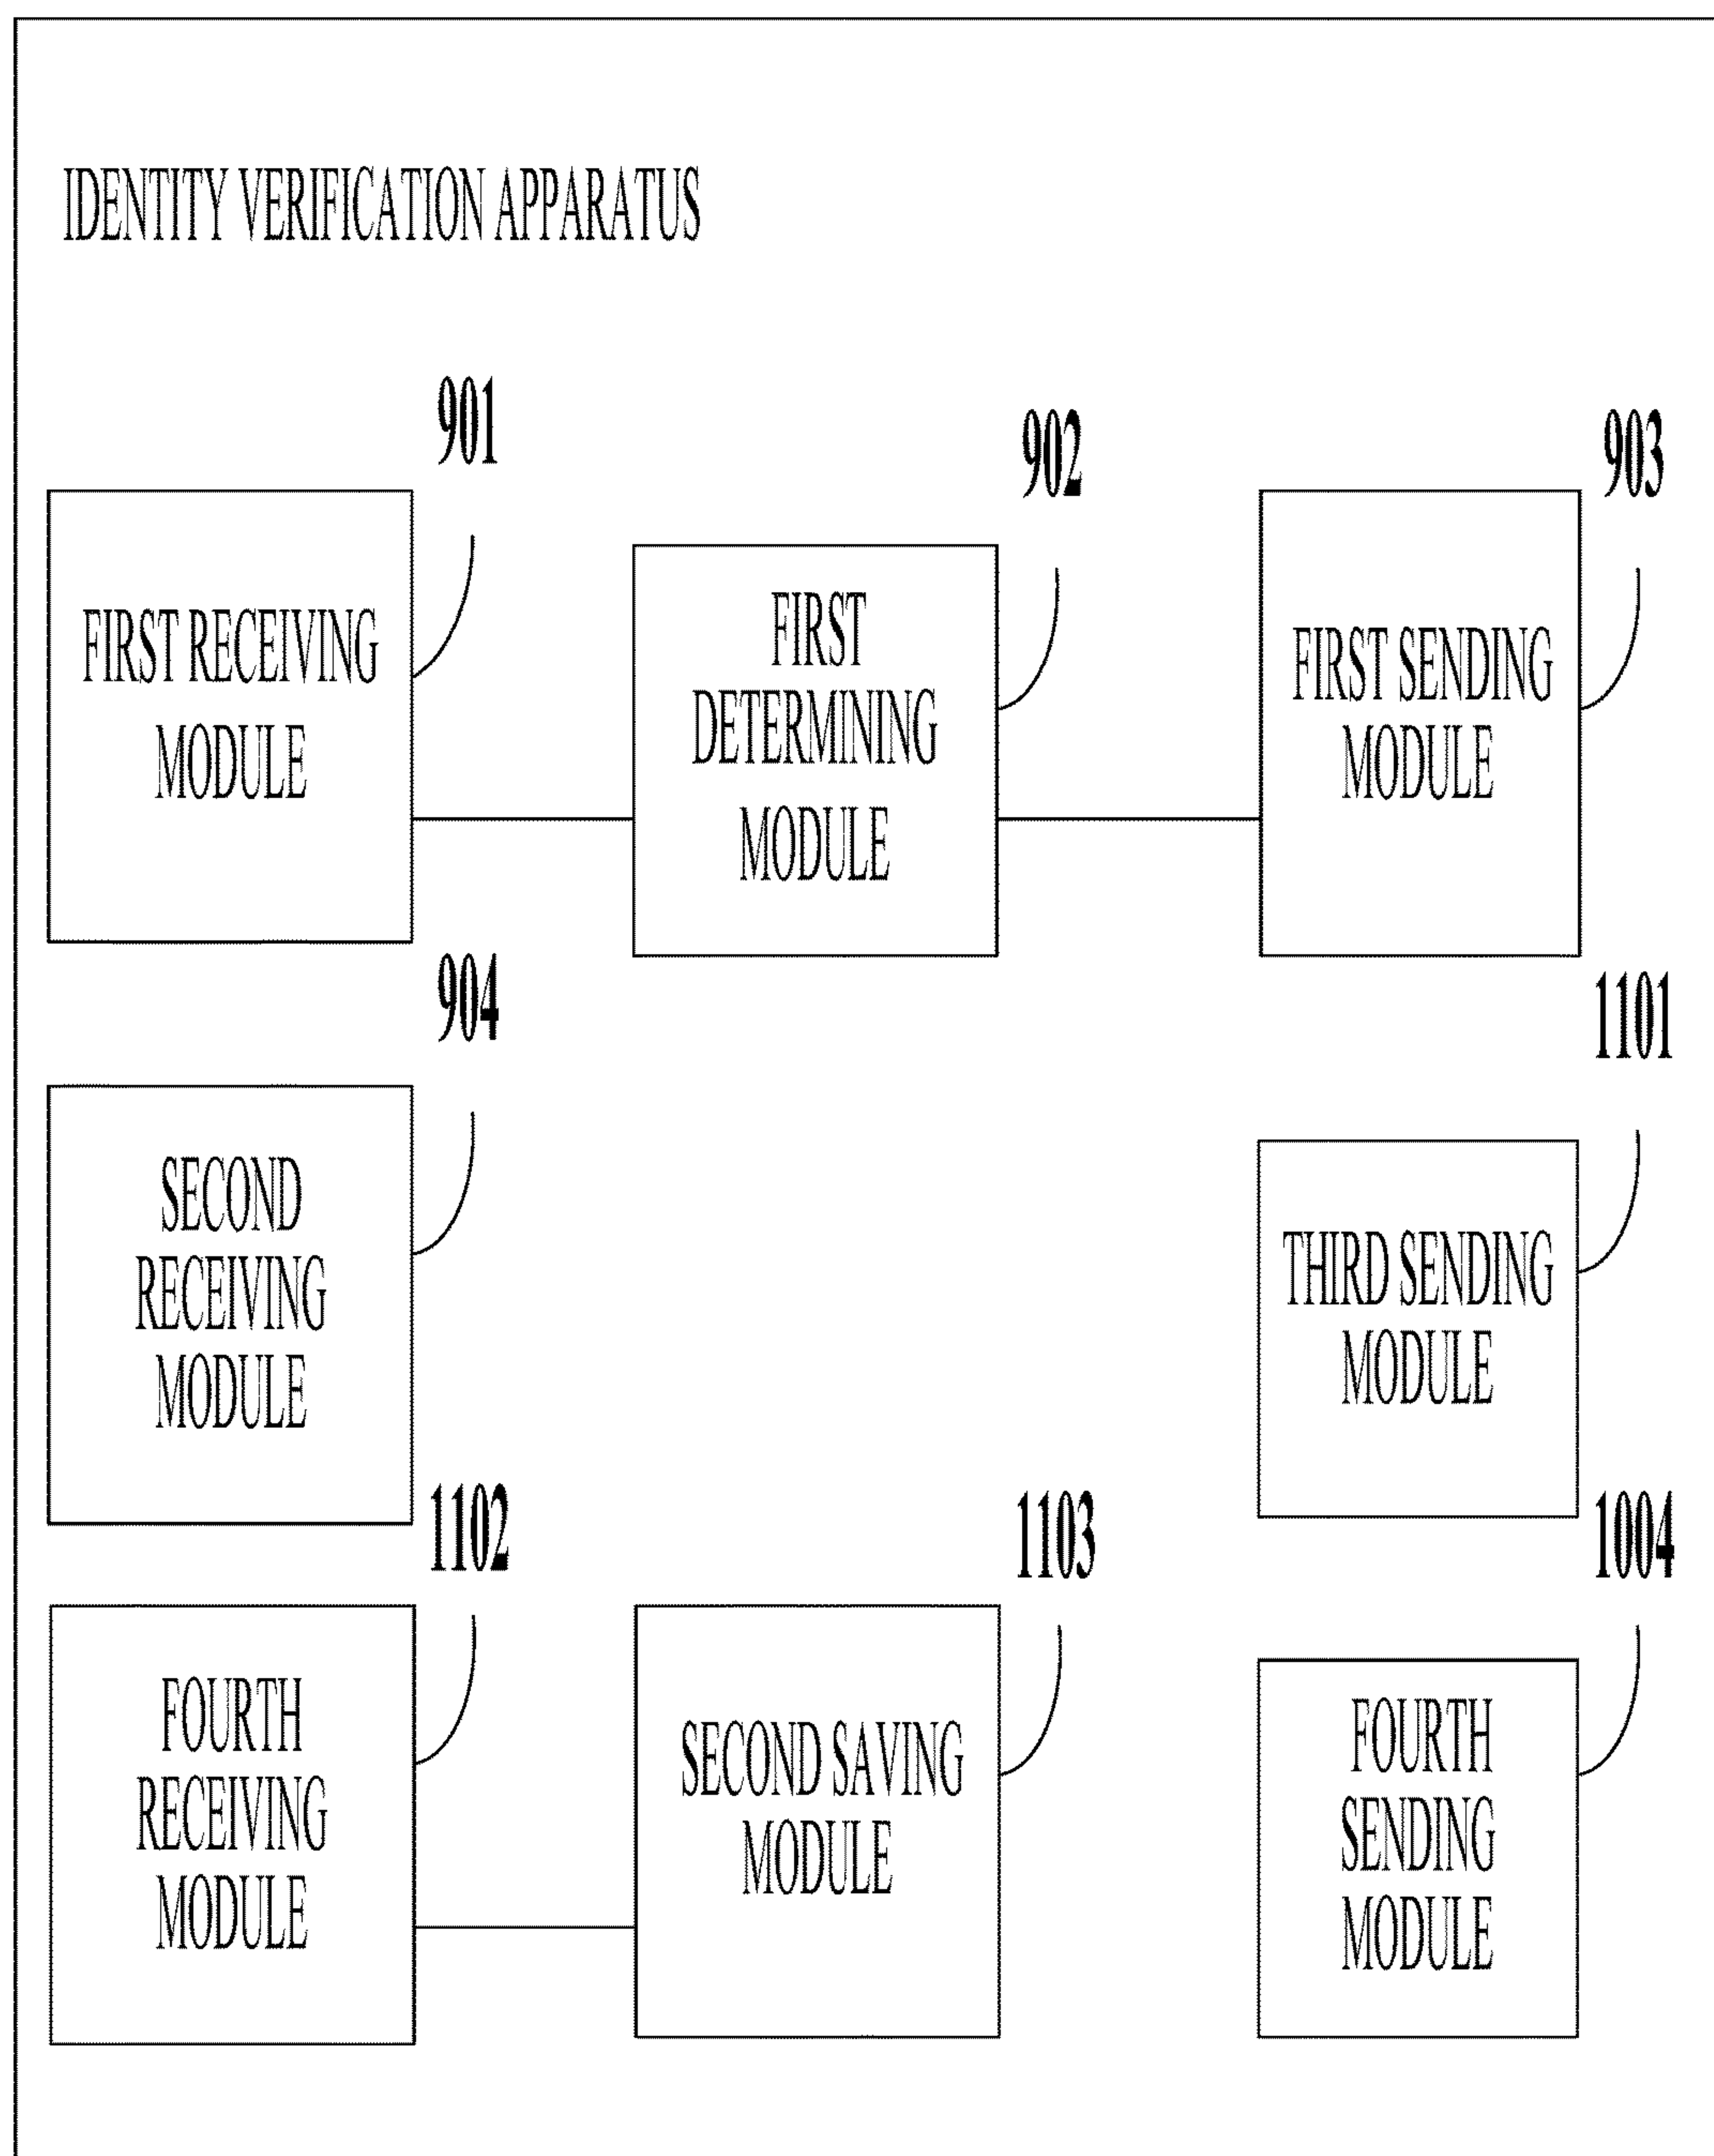 IDENTITY VERIFICATION APPARATUS
901
902
903
FIRST RECEIVING
MODULE
FIRST
DETERMINING
MODULE
FIRST SENDING
MODULE
904
1101
SECOND
RECEIVING
MODULE
THIRD SENDING
MODULE
1102
1103
1004
FOURTH
RECEIVING
MODULE
SECOND SAVING
MODULE
FOURTH
SENDING
MODULE